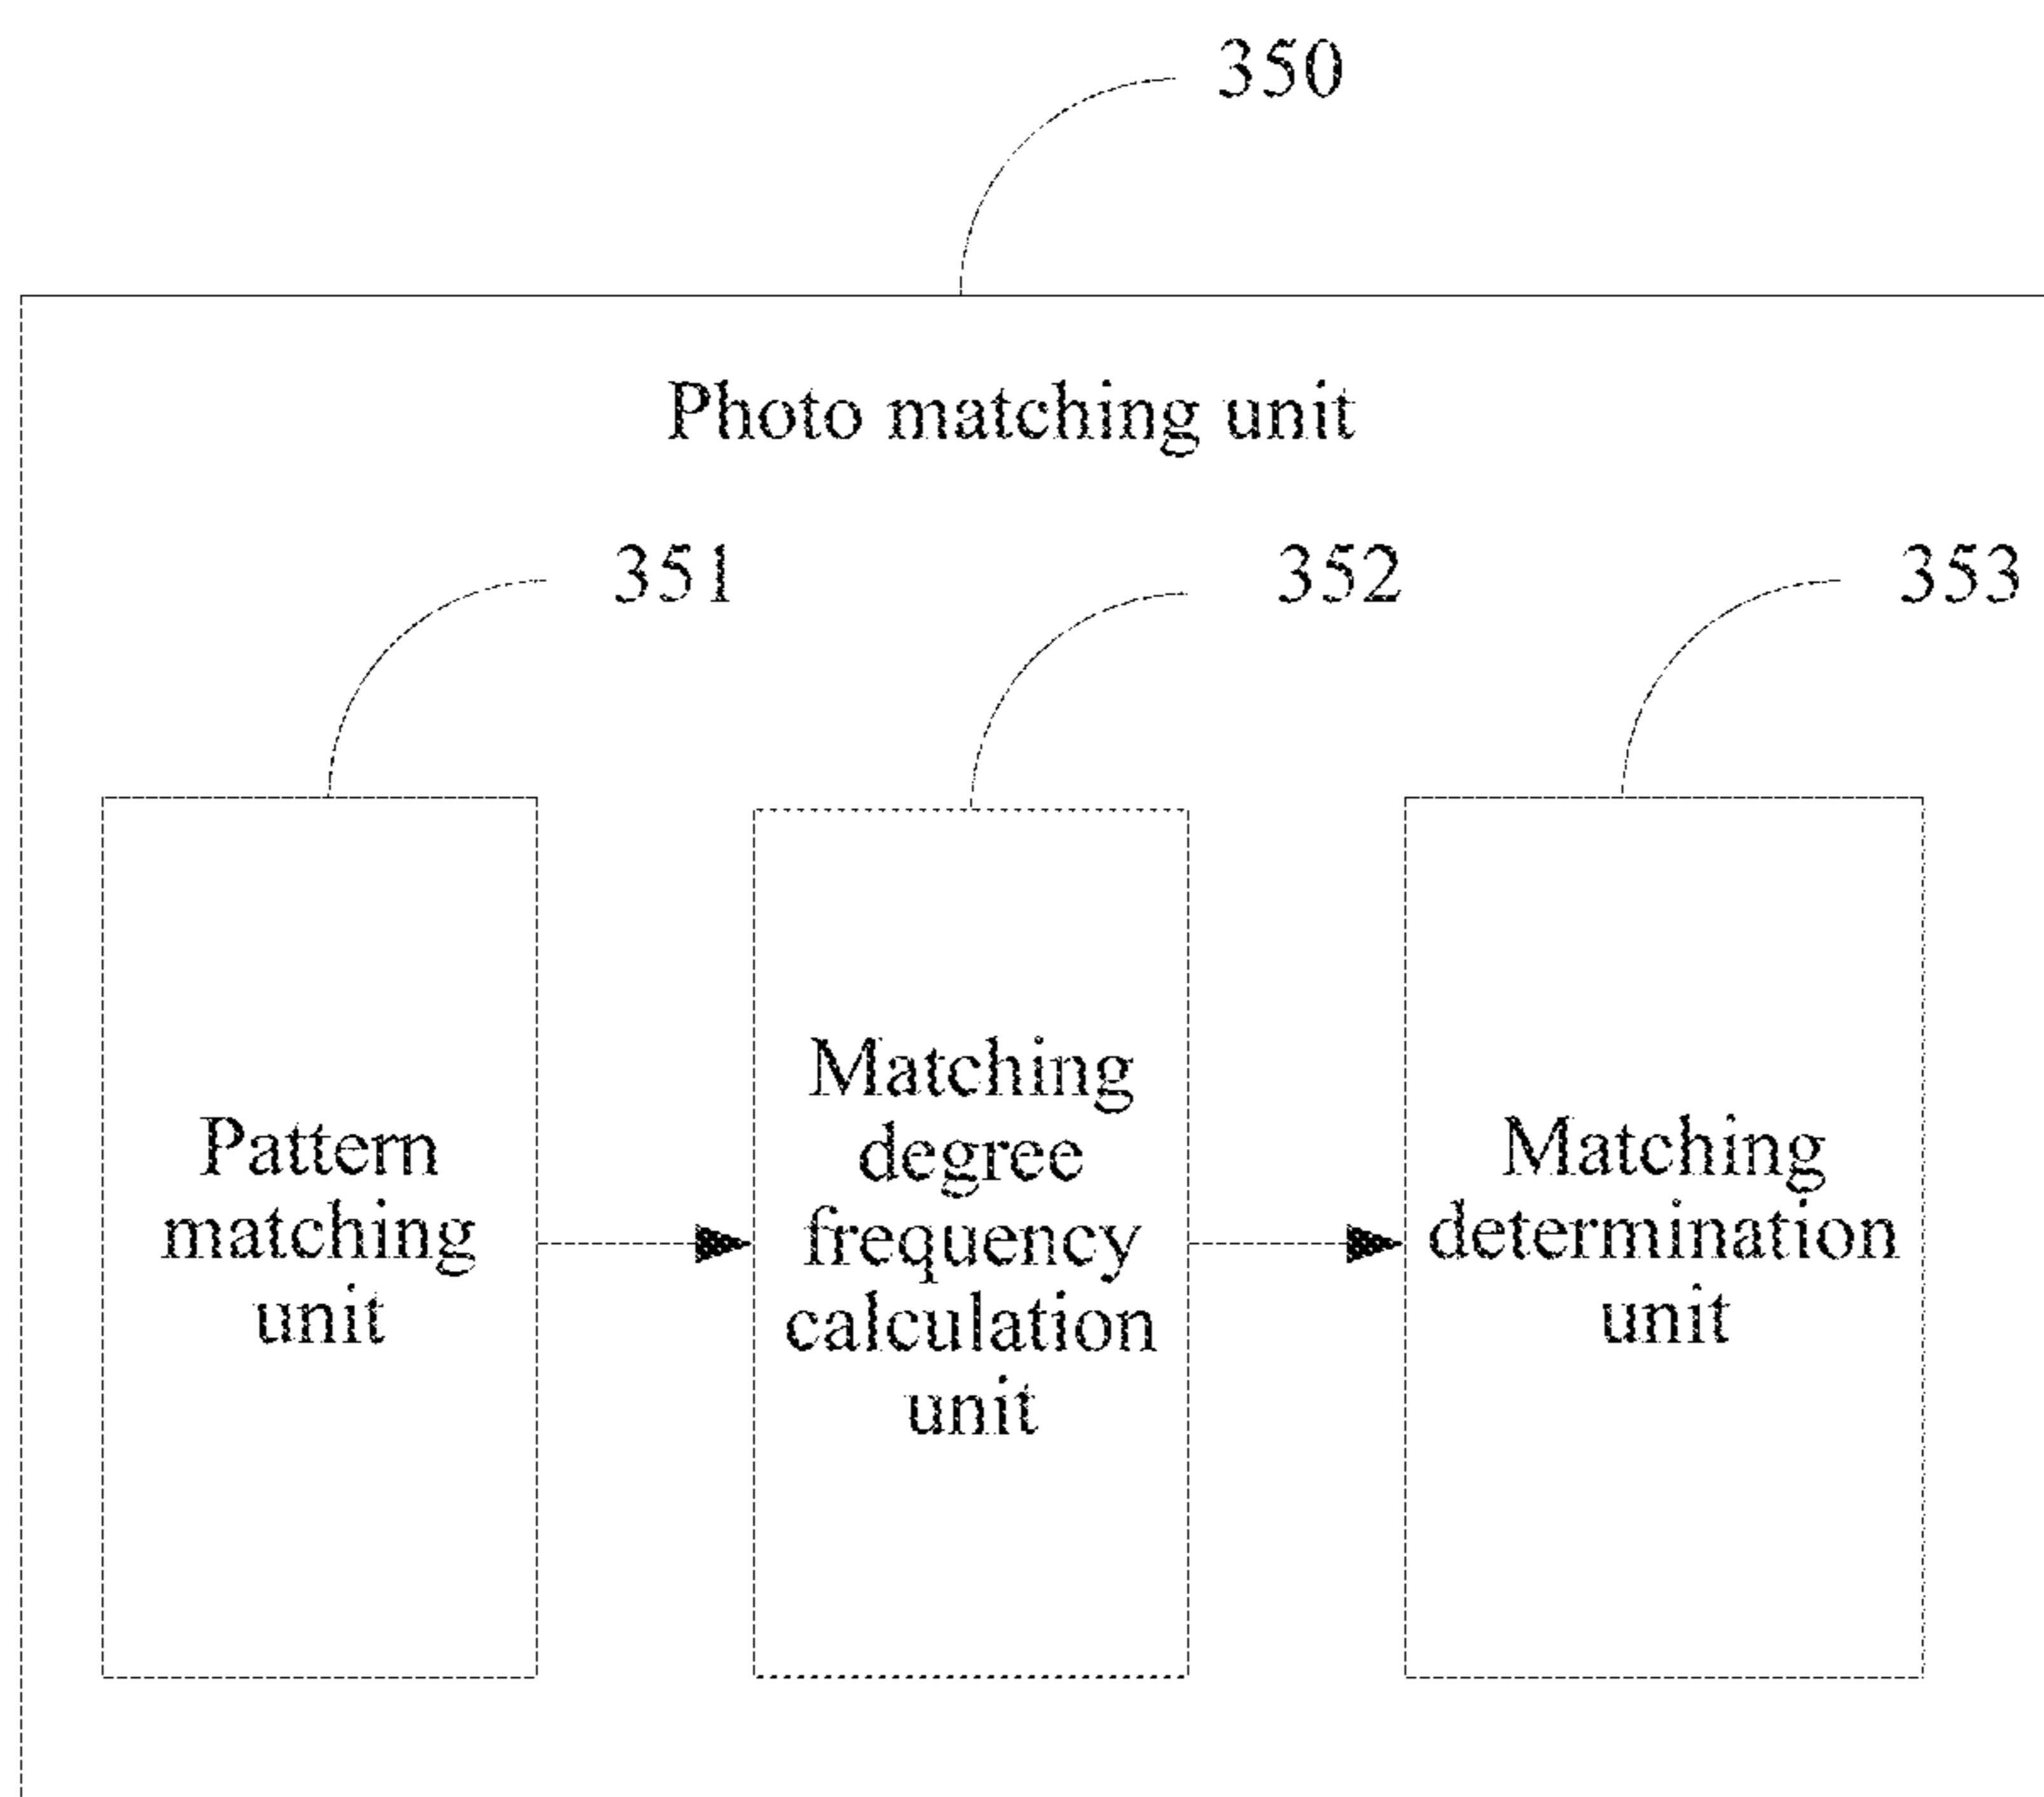 350
Photo matching unit
351
352
353
Pattern
matching
unit
Matching
degree
frequency
calculation
unit
Matching
determination
unit